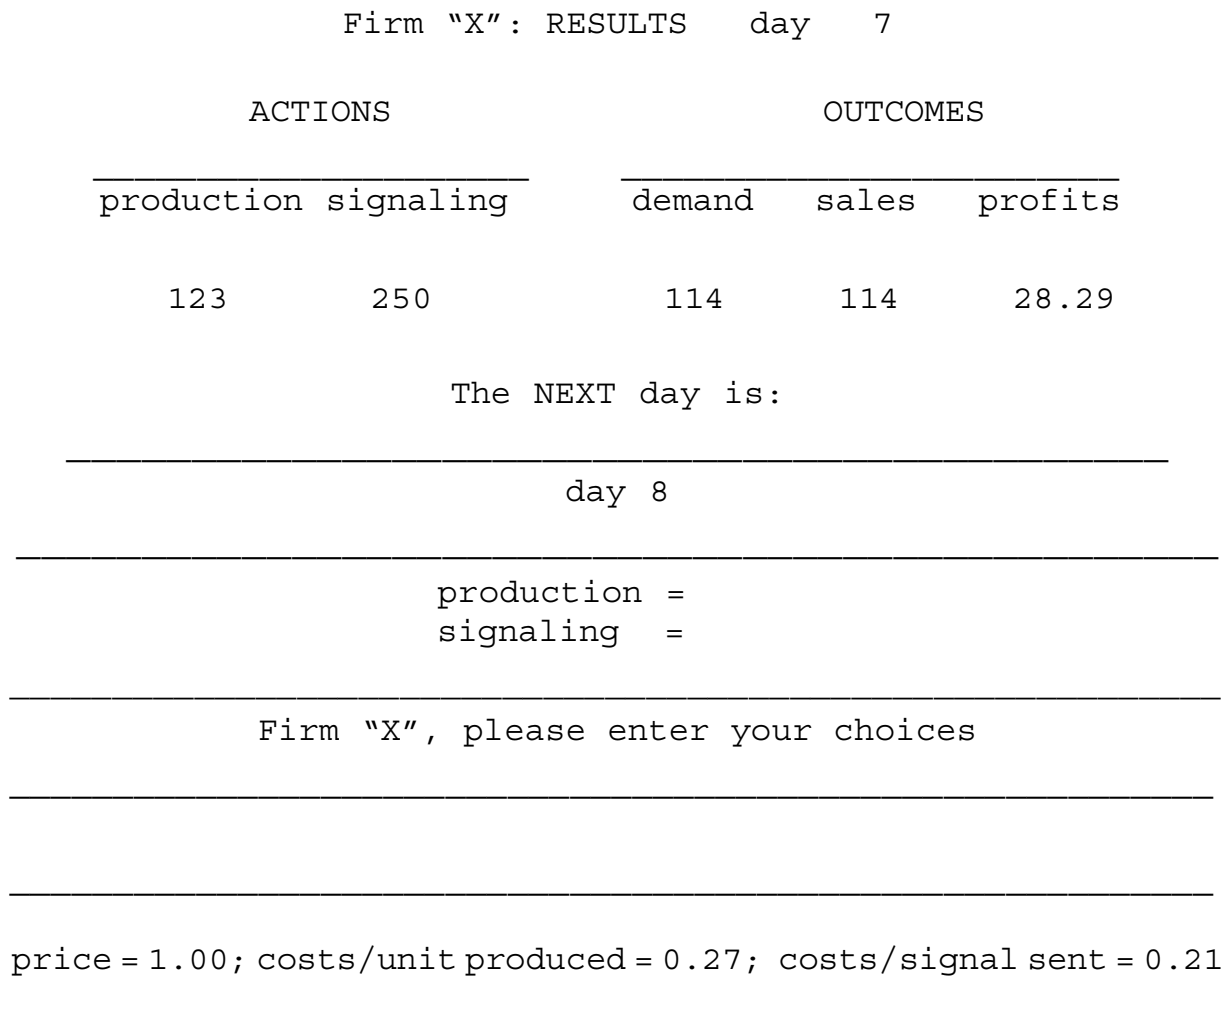 Firm “X”: RESULTS day 7
ACTIONS OUTCOMES
production signaling demand sales profits
123 250 114 114 28.29
The NEXT day is:
day 8
production =
signaling =
Firm “X”, please enter your choices
price = 1.00; costs/unit produced = 0.27; costs/signal sent = 0.21